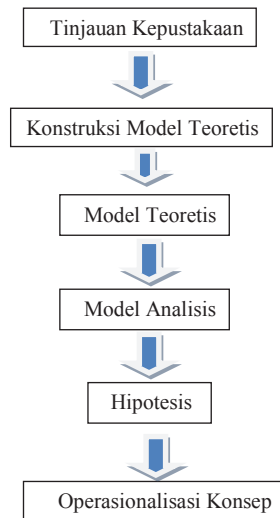 Tinjauan Kepustakaan
Konstruksi Model Teoretis
Model Teoretis
Model Analisis
Hipotesis
Operasionalisasi Konsep